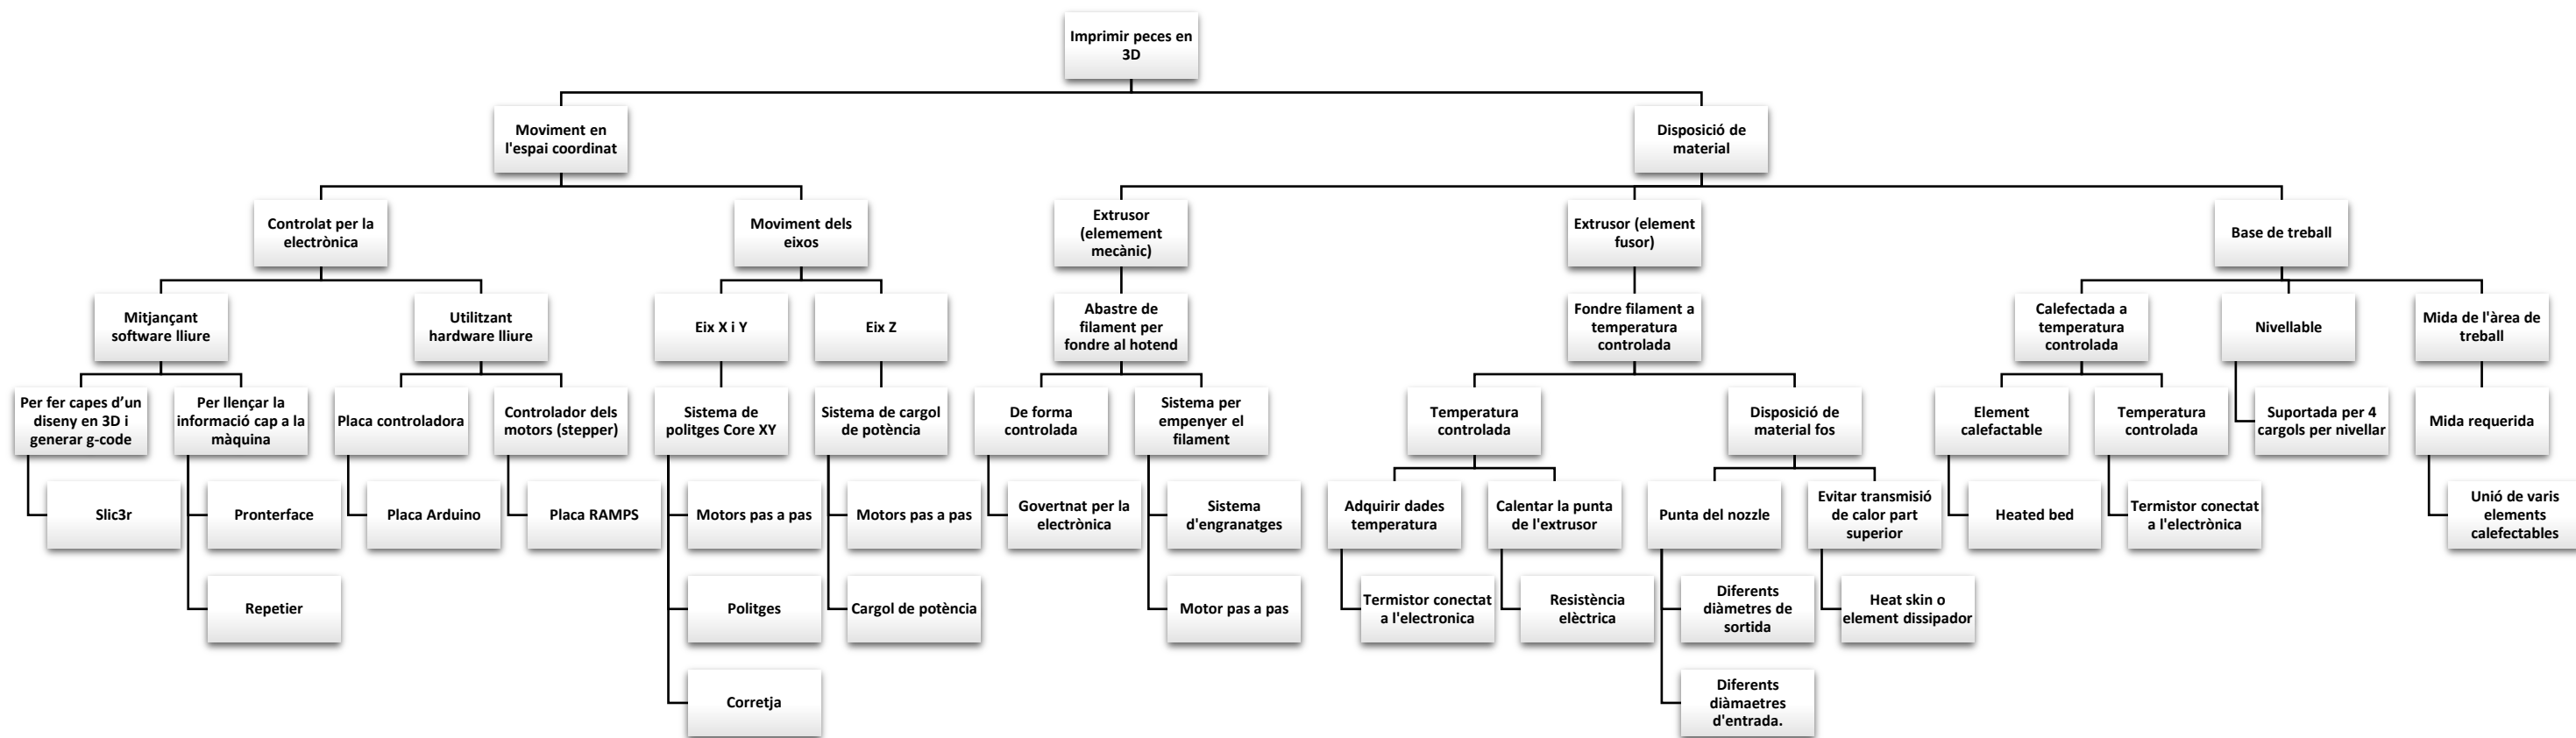 Imprimir peces en
3D
Moviment en
l'espai coordinat
Disposició de
material
Controlat per la
electrònica
Moviment dels
eixos
Extrusor
(elemement
mecànic)
Extrusor (element
fusor)
Base de treball
Mitjançant
software lliure
Utilitzant
hardware lliure
Eix X i Y
Eix Z
Abastre de
filament per
fondre al hotend
Fondre filament a
temperatura
controlada
Calefectada a
temperatura
controlada
Nivellable
Mida de l'àrea de
treball
Per fer capes d’un
diseny en 3D i
generar g-code
Per llençar la
informació cap a la
màquina
Placa controladora
Controlador dels
motors (stepper)
Sistema de
politges Core XY
Sistema de cargol
de potència
De forma
controlada
Sistema per
empenyer el
filament
Temperatura
controlada
Disposició de
material fos
Element
calefactable
Temperatura
controlada
Suportada per 4
cargols per nivellar
Mida requerida
Slic3r
Pronterface
Placa Arduino
Placa RAMPS
Motors pas a pas
Motors pas a pas
Govertnat per la
electrònica
Sistema
d'engranatges
Adquirir dades
temperatura
Calentar la punta
de l'extrusor
Punta del nozzle
Evitar transmisió
de calor part
superior
Heated bed
Termistor conectat
a l'electrònica
Unió de varis
elements
calefectables
Repetier
Politges
Cargol de potència
Motor pas a pas
Termistor conectat
a l'electronica
Resistència
elèctrica
Diferents
diàmetres de
sortida
Heat skin o
element dissipador
Corretja
Diferents
diàmaetres
d'entrada.